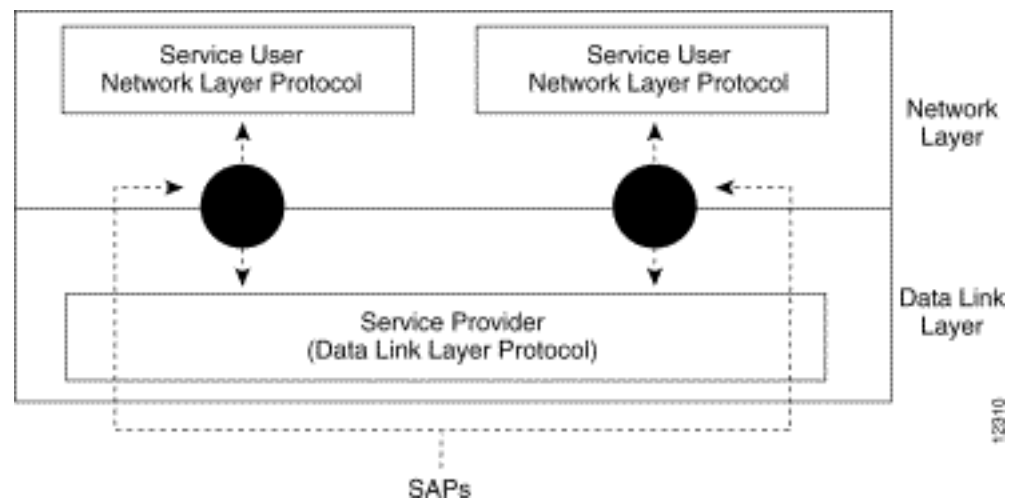 Service User
Network Layer Protocol
Service User
Network Layer Protocol
Network
Layer
Service Provider
(Data Link Layer Protocol)
Data Link
Layer
12310
SAPs